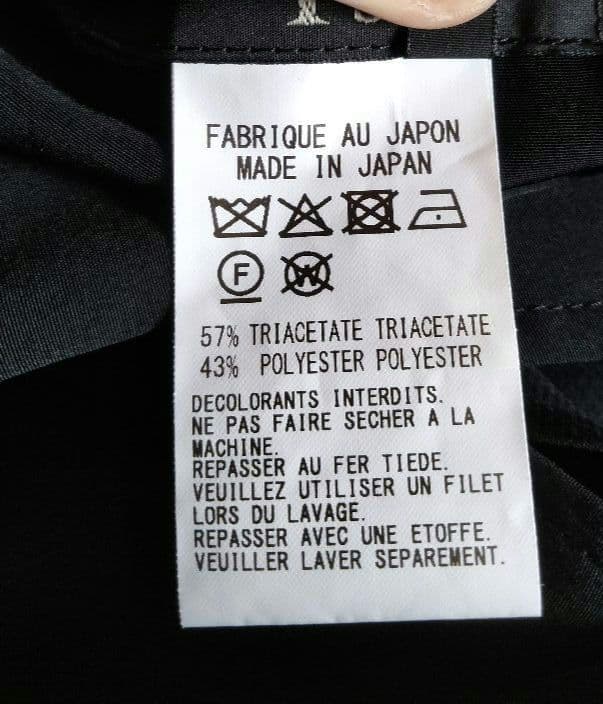 FABRIQUE AU JAPON
MADE IN JAPAN
F W
57% TRIACETATE TRIACETATE
43% POLYESTER POLYESTER
DECOLORANTS INTERDITS.
NE PAS FAIRE SECHER A LA
MACHINE.
REPASSER AU FER TIEDE.
VEUILLEZ UTILISER UN FILET
LORS DU LAVAGE.
REPASSER AVEC UNE ETOFFE.
VEUILLER LAVER SEPAREMENT.